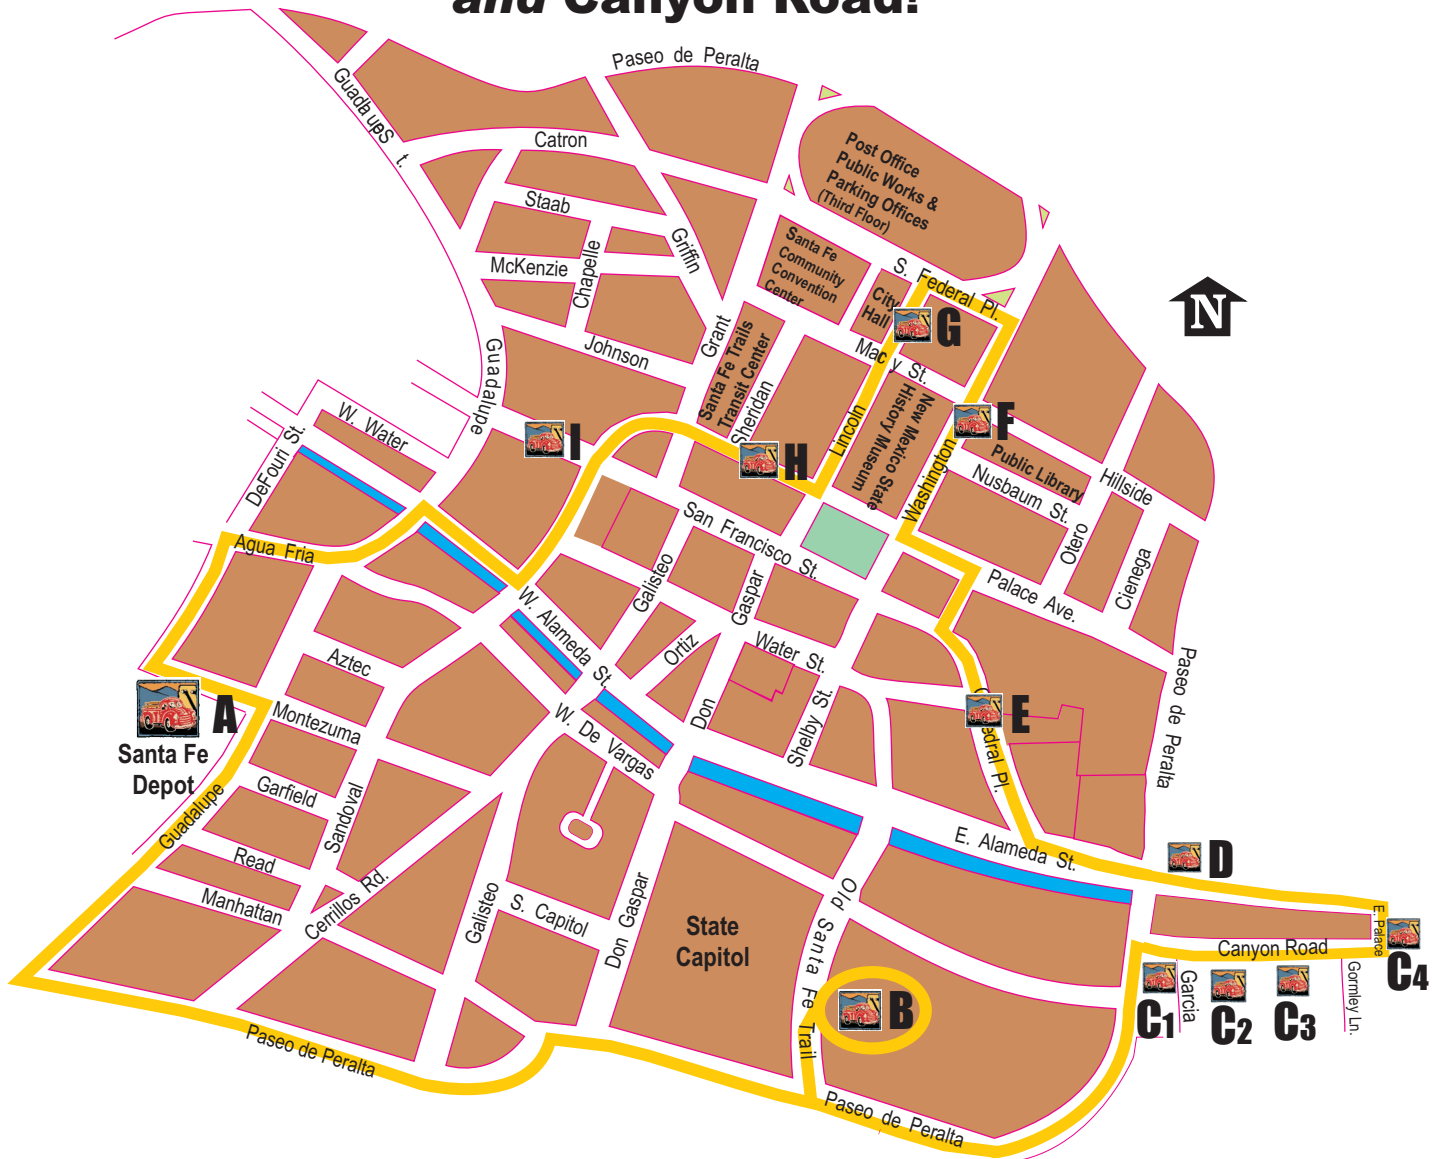 and Canyon Road!
Paseo de Peralta
Guadalupe St.
Catron
Post Office
Public Works &
Parking Offices
(Third Floor)
Staab
Griffin
Chapelle
McKenzie
Santa Fe
Community
Convention
Center
S. Federal Pl.
City
Hall
G
N
Grant
Johnson
Santa Fe Trails
Transit Center
Sheridan
Macy St.
Guadalupe
W. Water
DeFouri St.
I
H
Lincoln
New Mexico State
History Museum
Washington
F
Public Library
Nusbaum St.
Hillside
Otero
Cienega
Agua Fria
San Francisco St.
Galisteo
Gaspar
Don
Palace Ave.
W. Alameda St.
Ortiz
Water St.
Shelby St.
Aztec
Paseo de Peralta
A
Santa Fe
Depot
Montezuma
W. De Vargas
E
Cathedral Pl.
Garfield
Sandoval
Guadalupe
Read
Manhattan
Cerrillos Rd.
Galisteo
S. Capitol
Don Gaspar
State
Capitol
Old Santa Fe Trail
E. Alameda St.
D
E. Palace
Canyon Road
C4
B
C1
Garcia
C2
C3
Gormley Ln.
Paseo de Peralta
Paseo de Peralta